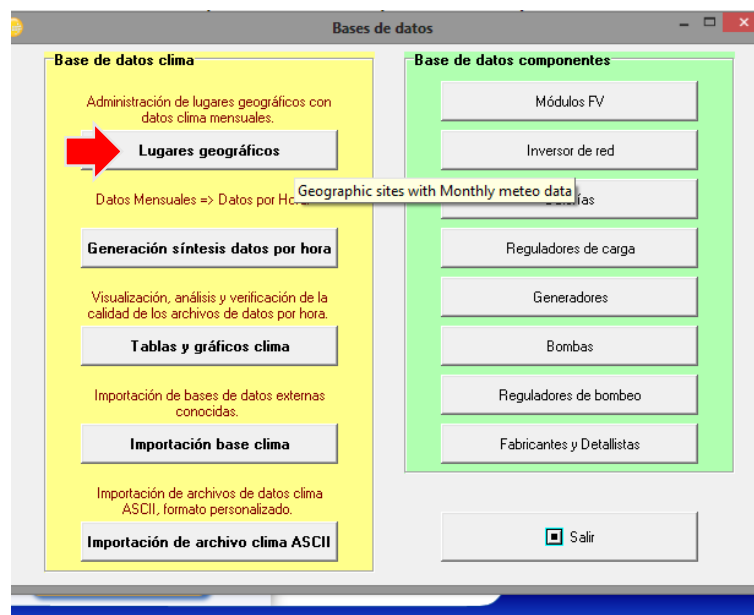 Bases de datos
Base de datos clima
Administración de lugares geográficos con
datos clima mensuales.
Lugares geográficos
Datos Mensuales => Datos por
Generación síntesis datos por hora
Visualización, análisis y verificación de la
calidad de los archivos de datos por hora.
Tablas y gráficos clima
Importación de bases de datos externas
conocidas.
Importación base clima
Importación de archivos de datos clima
ASCII, formato personalizado.
Importación de archivo clima ASCII
Base de datos componentes
Módulos FV
Inversor de red
Geographic sites with Monthly meteo data
Reguladores de carga
Generadores
Bombas
Reguladores de bombeo
Fabricantes y Detallistas
Salir